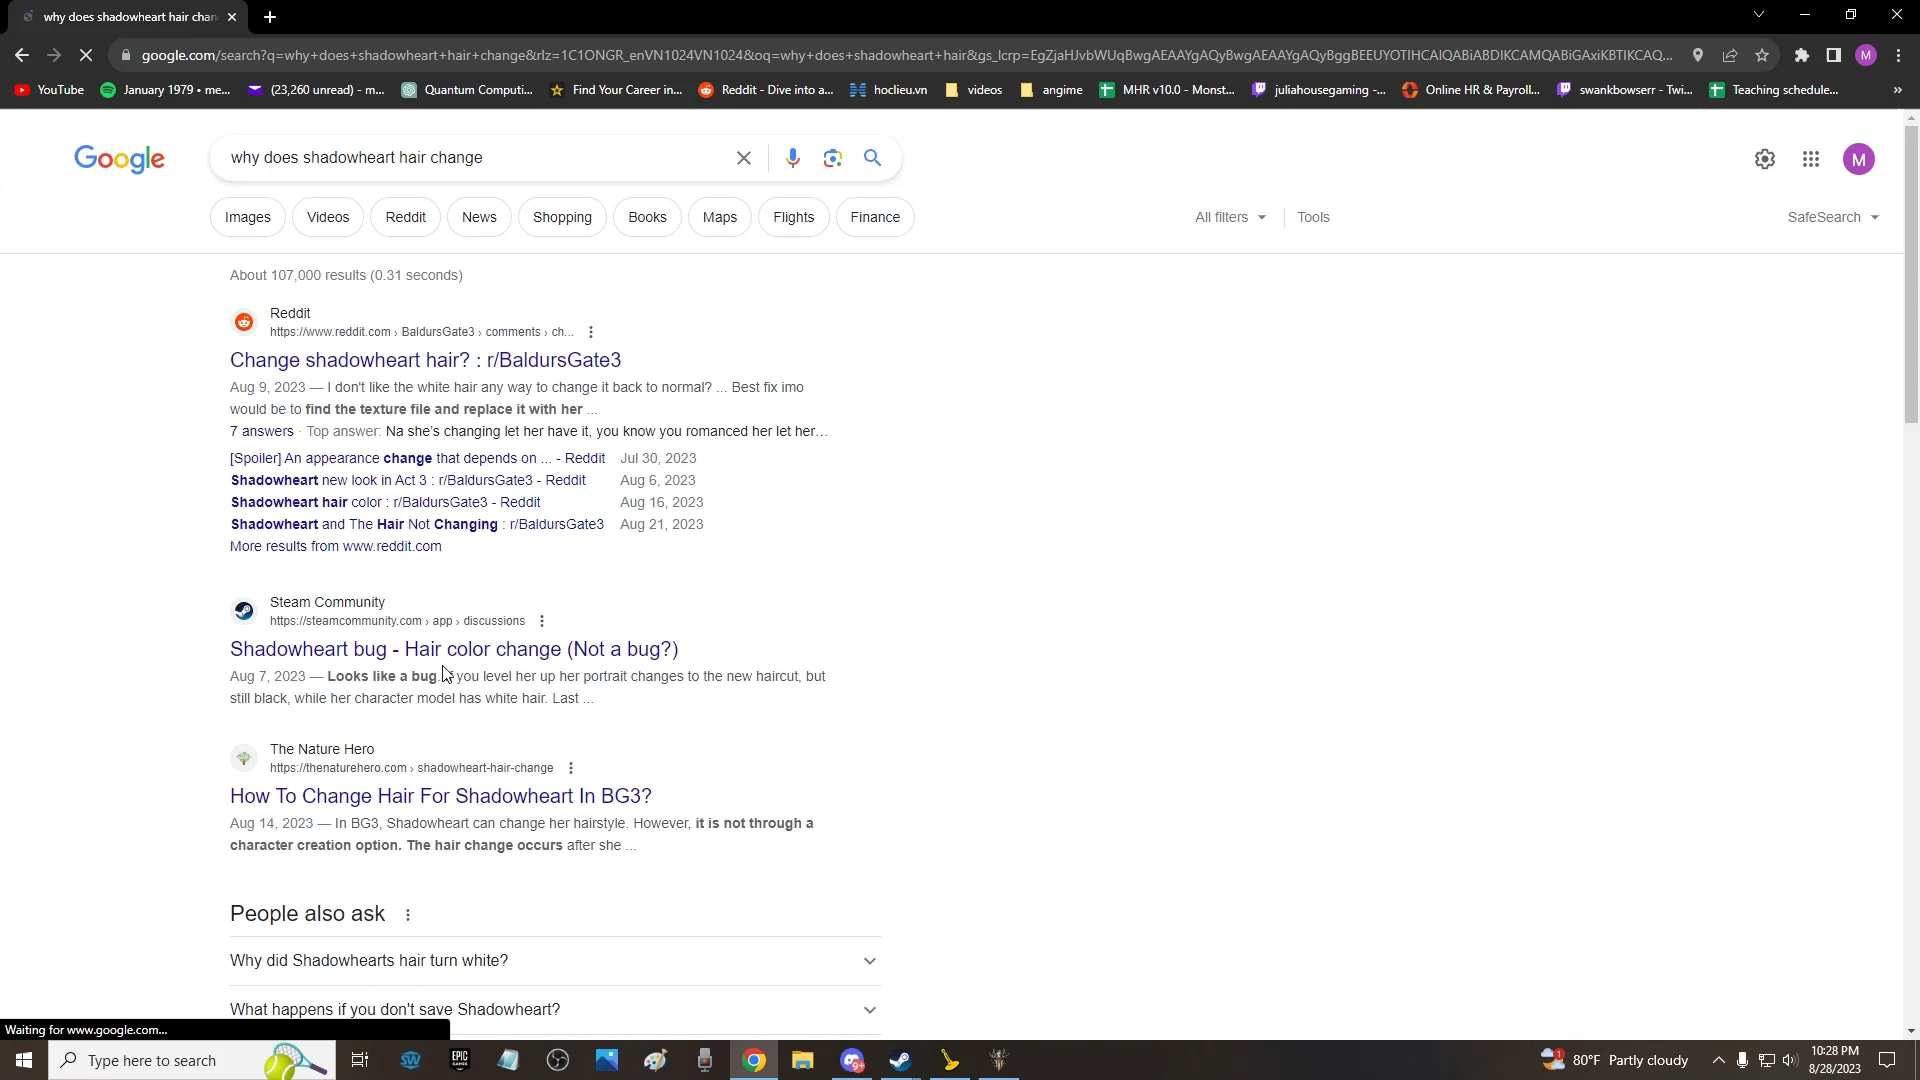 why does shadowheart hair chan
google.com/search?q=why+does+shadowheart+hair+change&rlz=1C1ONGR_enVN1024VN1024&oq=why+does+shadowheart+hair&gs_lcrp=EgZjaHJvbWUqBwgAEAAYgAQyBwgAEAAYgAQyBggBEEUYOTIHCAIQABiABDIKCAMQABiGAxiKBTIKCAQ...
M
YouTube
January 1979 • me...
(23,260 unread) - m...
Quantum Computi...
Find Your Career in...
Reddit - Dive into a...
hoclieu.vn
videos
angime
MHR v10.0 - Monst...
juliahousegaming -...
Online HR & Payroll...
swankbowserr - Twi...
Teaching schedule...
»
Google
why does shadowheart hair change
M
Images
Videos
Reddit
News
Shopping
Books
Maps
Flights
Finance
All filters
Tools
SafeSearch
About 107,000 results (0.31 seconds)
Reddit
https://www.reddit.com › BaldursGate3 › comments › ch...
Change shadowheart hair? : r/BaldursGate3
Aug 9, 2023 — I don't like the white hair any way to change it back to normal? ... Best fix imo
would be to find the texture file and replace it with her ...
7 answers · Top answer: Na she's changing let her have it, you know you romanced her let her...
[Spoiler] An appearance change that depends on ... - Reddit Jul 30, 2023
Shadowheart new look in Act 3 : r/BaldursGate3 - Reddit Aug 6, 2023
Shadowheart hair color : r/BaldursGate3 - Reddit Aug 16, 2023
Shadowheart and The Hair Not Changing : r/BaldursGate3 Aug 21, 2023
More results from www.reddit.com
Steam Community
https://steamcommunity.com › app › discussions
Shadowheart bug - Hair color change (Not a bug?)
Aug 7, 2023 — Looks like a bug. you level her up her portrait changes to the new haircut, but
still black, while her character model has white hair. Last ...
The Nature Hero
https://thenaturehero.com › shadowheart-hair-change
How To Change Hair For Shadowheart In BG3?
Aug 14, 2023 — In BG3, Shadowheart can change her hairstyle. However, it is not through a
character creation option. The hair change occurs after she ...
People also ask
Why did Shadowhearts hair turn white?
What happens if you don't save Shadowheart?
Waiting for www.google.com...
Type here to search
SW
EPIC
GAMES
9+
1
80°F Partly cloudy
10:28 PM
8/28/2023